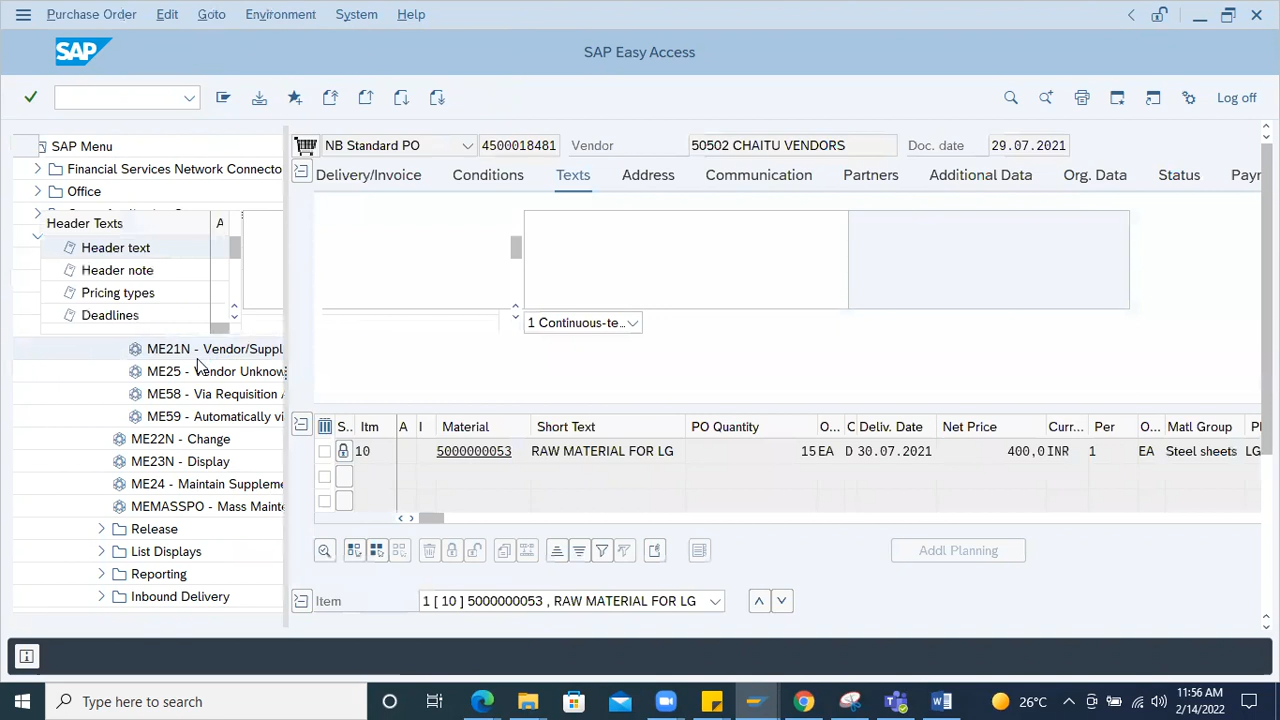 Purchase Order Edit Goto Environment System Help
SAP SAP Easy Access
Log off
SAP Menu
Financial Services Network Connecto
Office
NB Standard PO 4500018481 Vendor 50502 CHAITU VENDORS Doc. date 29.07.2021
Delivery/Invoice Conditions Texts Address Communication Partners Additional Data Org. Data Status Payr
Header Texts A
Header text
Header note
Pricing types
Deadlines
1 Continuous-te...
ME21N - Vendor/Suppl
ME25 - Vendor Unknow
ME58 - Via Requisition A
ME59 - Automatically vi
ME22N - Change
ME23N - Display
ME24 - Maintain Suppleme
MEMASSPO - Mass Mainte
Release
List Displays
Reporting
Inbound Delivery
S.. Itm A I Material Short Text PO Quantity O... C Deliv. Date Net Price Curr... Per O... Matl Group Pl
10 5000000053 RAW MATERIAL FOR LG 15 EA D 30.07.2021 400,0 INR 1 EA Steel sheets LG
Addl Planning
Item 1 [ 10 ] 5000000053 , RAW MATERIAL FOR LG
Type here to search
26°C
11:56 AM
2/14/2022